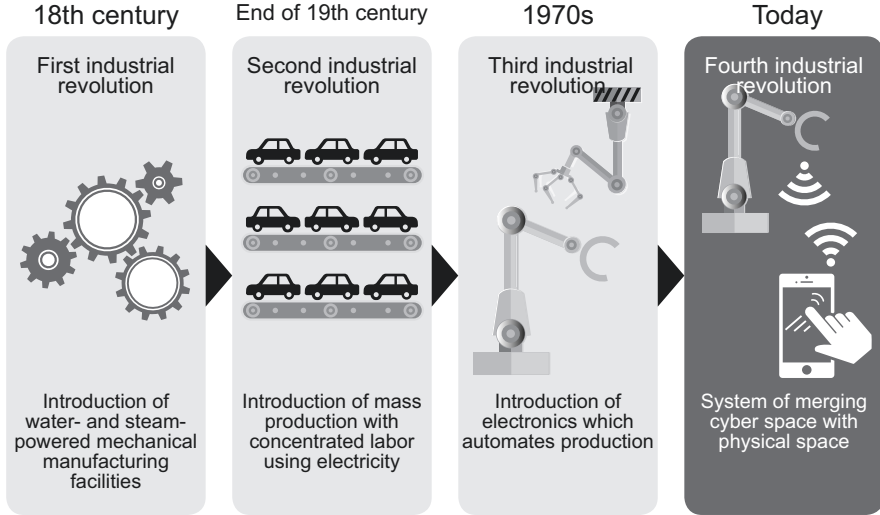 18th century
First industrial
revolution
Introduction of
water- and steam-
powered mechanical
manufacturing
facilities
End of 19th century
Second industrial
revolution
Introduction of mass
production with
concentrated labor
using electricity
1970s
Third industrial
revolution
Introduction of
electronics which
automates production
Today
Fourth industrial
revolution
System of merging
cyber space with
physical space